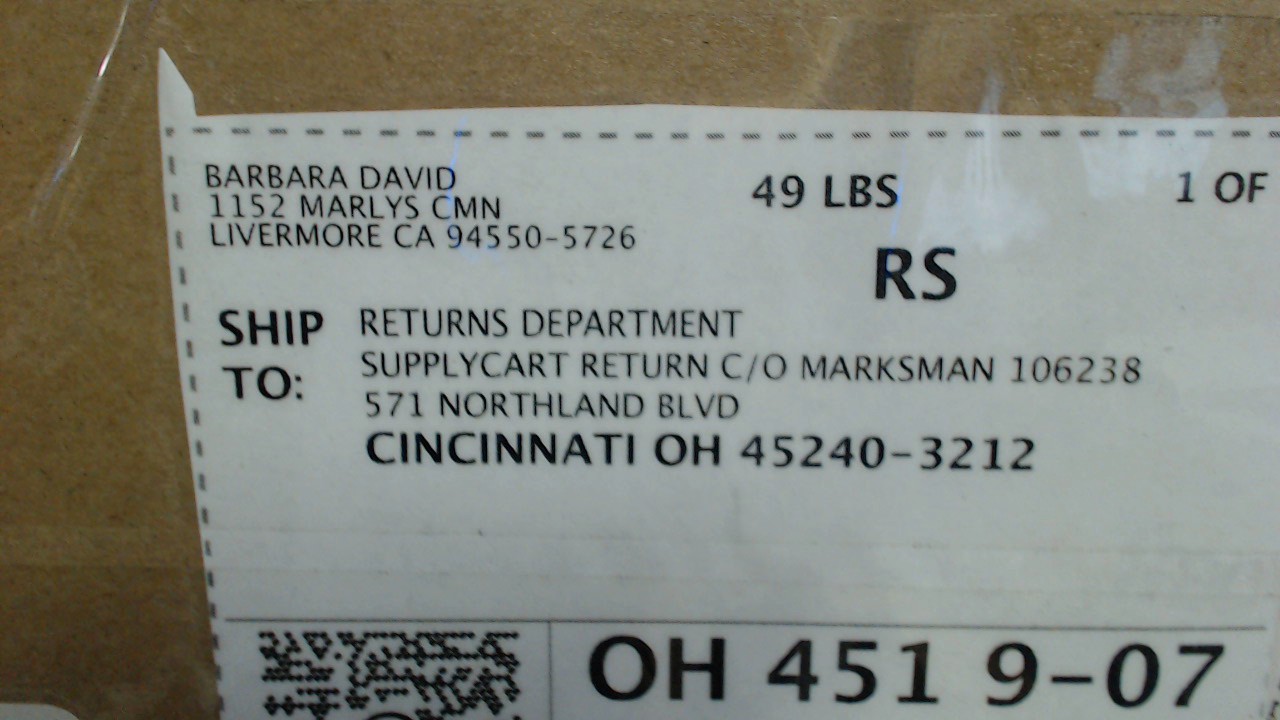 BARBARA DAVID
1152 MARLYS CMN
LIVERMORE CA 94550-5726
49 LBS
1 OF
RS
SHIP TO:
RETURNS DEPARTMENT
SUPPLYCART RETURN C/O MARKSMAN 106238
571 NORTHLAND BLVD
CINCINNATI OH 45240-3212
OH 451 9-07